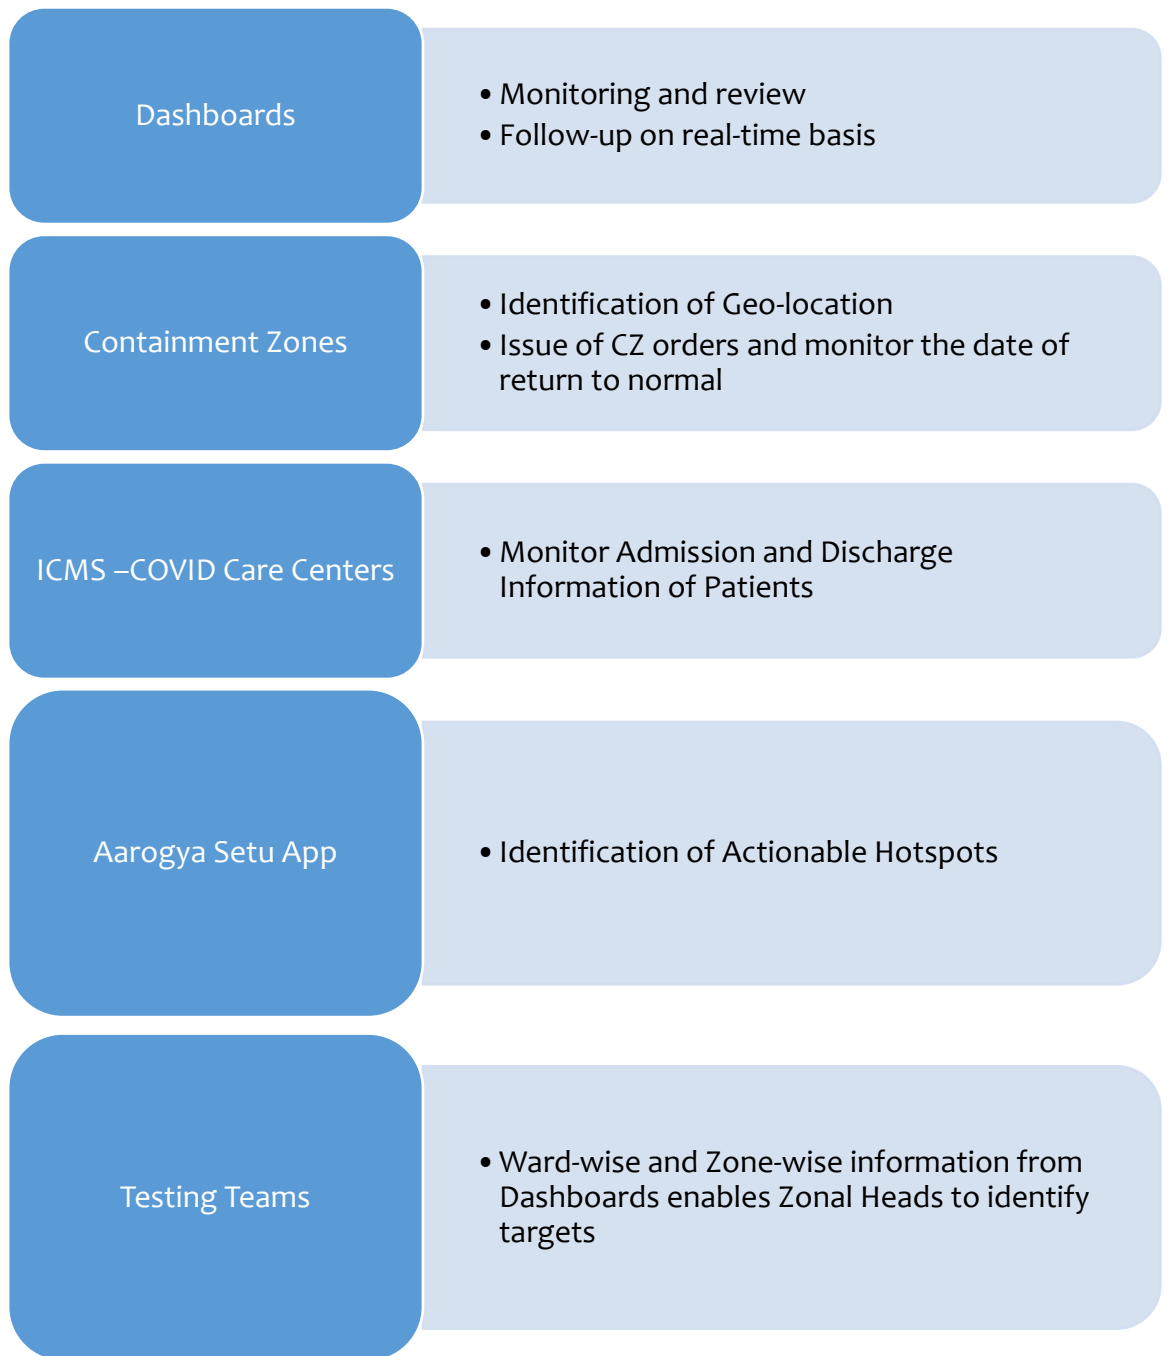 Dashboards
• Monitoring and review
• Follow-up on real-time basis
Containment Zones
• Identification of Geo-location
• Issue of CZ orders and monitor the date of
return to normal
ICMS –COVID Care Centers
• Monitor Admission and Discharge
Information of Patients
Aarogya Setu App
• Identification of Actionable Hotspots
Testing Teams
• Ward-wise and Zone-wise information from
Dashboards enables Zonal Heads to identify
targets